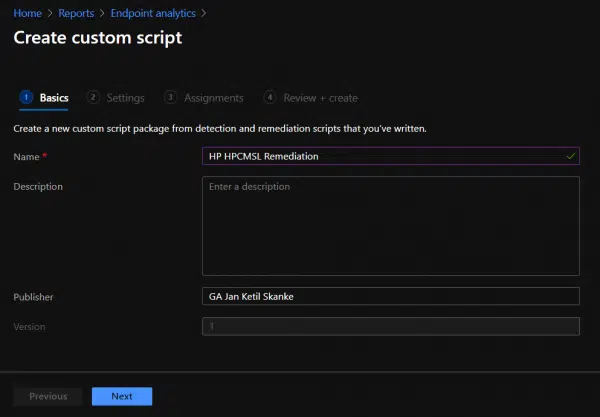 Home > Reports > Endpoint analytics >
Create custom script
1 Basics 2 Settings 3 Assignments 4 Review + create
Create a new custom script package from detection and remediation scripts that you've written.
Name * HP HPCMSL Remediation
Description Enter a description
Publisher GA Jan Ketil Skanke
Version 1
Previous Next